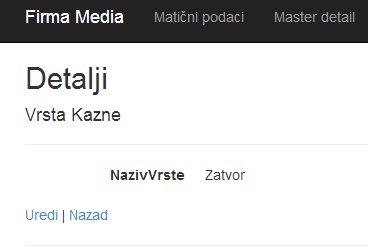 Firma Media Matični podaci Master detail
Detalji
Vrsta Kazne
NazivVrste Zatvor
Uredi | Nazad